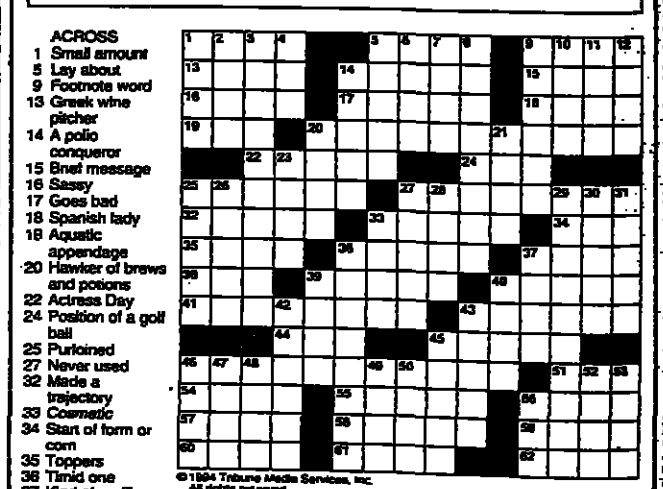 ACROSS
1 Small amount
5 Lay about
9 Footnote word
13 Greek wine
pitcher
14 A polio
conqueror
15 Brief message
16 Sassy
17 Goes bad
18 Spanish lady
19 Aquatic
appendage
20 Hawker of brews
and potions
22 Actress Day
24 Position of a golf
ball
25 Purloined
27 Never used
32 Made a
trajectory
33 Cosmetic
34 Start of form or
corn
35 Toppers
36 Timid one
1 2 3 4 5 6 7 8 9 10 11 12
13 14 15
16 17 18
19 20 21
22 23 24
25 26 27 28 29 30 31
32 33 34
35 36 37
38 39 40
41 42 43
44 45
46 47 48 49 50 51 52 53
54 55 56
57 58 59
60 61 62
© 1994 Tribune Media Services, Inc.
All rights reserved